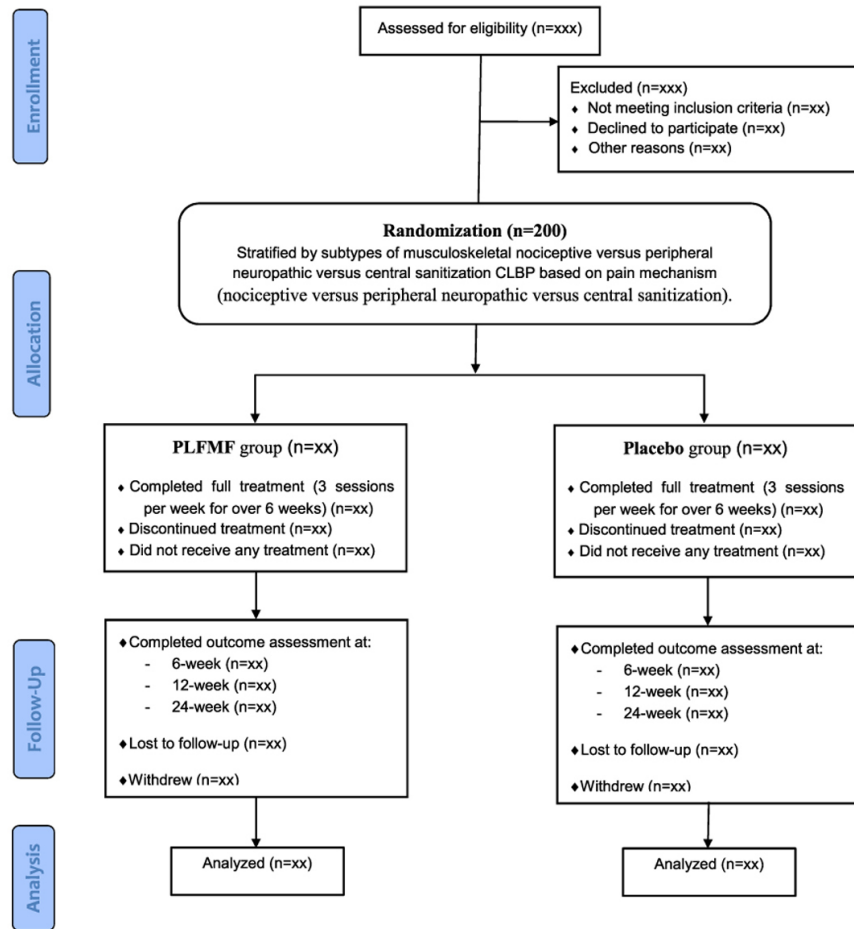 Enrollment
Assessed for eligibility (n=xxx)
Excluded (n=xxx)
♦ Not meeting inclusion criteria (n=xx)
♦ Declined to participate (n=xx)
♦ Other reasons (n=xx)
Allocation
Randomization (n=200)
Stratified by subtypes of musculoskeletal nociceptive versus peripheral
neuropathic versus central sanitization CLBP based on pain mechanism
(nociceptive versus peripheral neuropathic versus central sanitization).
PLFMF group (n=xx)
♦ Completed full treatment (3 sessions
per week for over 6 weeks) (n=xx)
♦ Discontinued treatment (n=xx)
♦ Did not receive any treatment (n=xx)
Placebo group (n=xx)
♦ Completed full treatment (3 sessions
per week for over 6 weeks) (n=xx)
♦ Discontinued treatment (n=xx)
♦ Did not receive any treatment (n=xx)
Follow-Up
♦Completed outcome assessment at:
- 6-week (n=xx)
- 12-week (n=xx)
- 24-week (n=xx)
♦Lost to follow-up (n=xx)
♦Withdrew (n=xx)
♦Completed outcome assessment at:
- 6-week (n=xx)
- 12-week (n=xx)
- 24-week (n=xx)
♦Lost to follow-up (n=xx)
♦Withdrew (n=xx)
Analysis
Analyzed (n=xx)
Analyzed (n=xx)